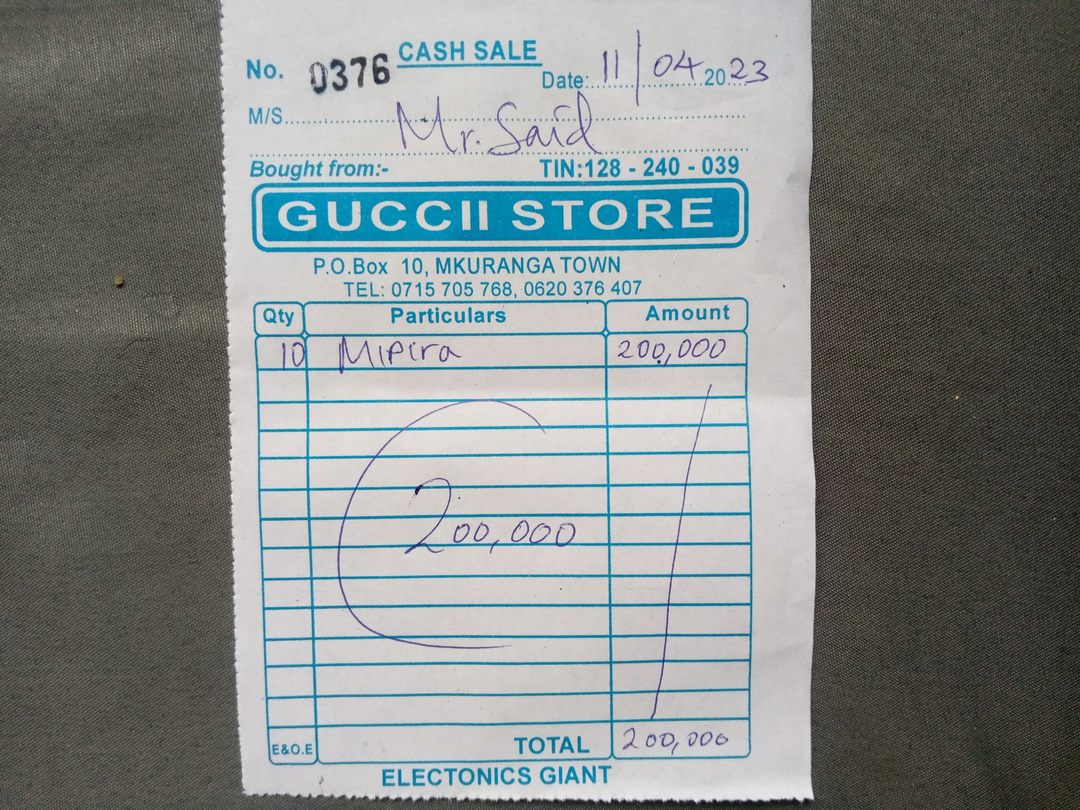 CASH SALE
No. 0376
Date: 11/04 2023
M/S. Mr. Said
Bought from:- TIN:128 - 240 - 039
GUCCII STORE
P.O.Box 10, MKURANGA TOWN
TEL: 0715 705 768, 0620 376 407
Qty Particulars Amount
10 Mipira 200,000
200,000
E&O.E TOTAL 200,000
ELECTONICS GIANT